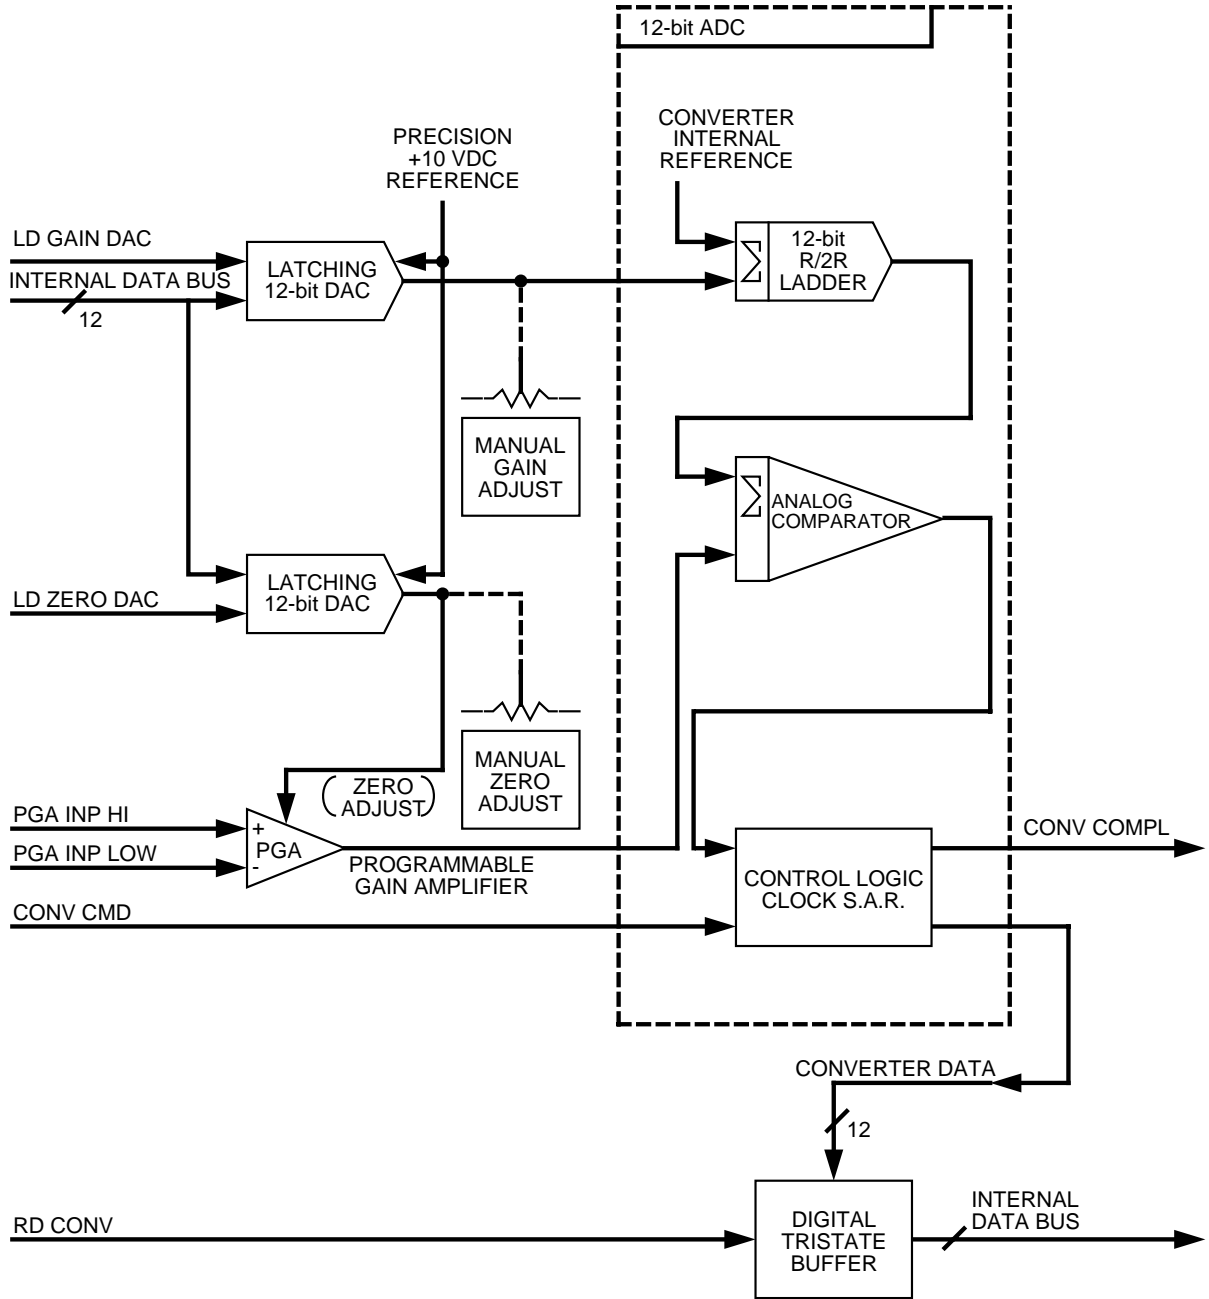 12-bit ADC
CONVERTER
INTERNAL
REFERENCE
PRECISION
+10 VDC
REFERENCE
LD GAIN DAC
INTERNAL DATA BUS
12
LATCHING
12-bit DAC
12-bit
R/2R
LADDER
MANUAL
GAIN
ADJUST
ANALOG
COMPARATOR
LATCHING
12-bit DAC
LD ZERO DAC
MANUAL
ZERO
ADJUST
(ZERO
ADJUST)
PGA INP HI
PGA INP LOW
+
PGA
-
PROGRAMMABLE
GAIN AMPLIFIER
CONV CMD
CONTROL LOGIC
CLOCK S.A.R.
CONV COMPL
CONVERTER DATA
12
RD CONV
DIGITAL
TRISTATE
BUFFER
INTERNAL
DATA BUS